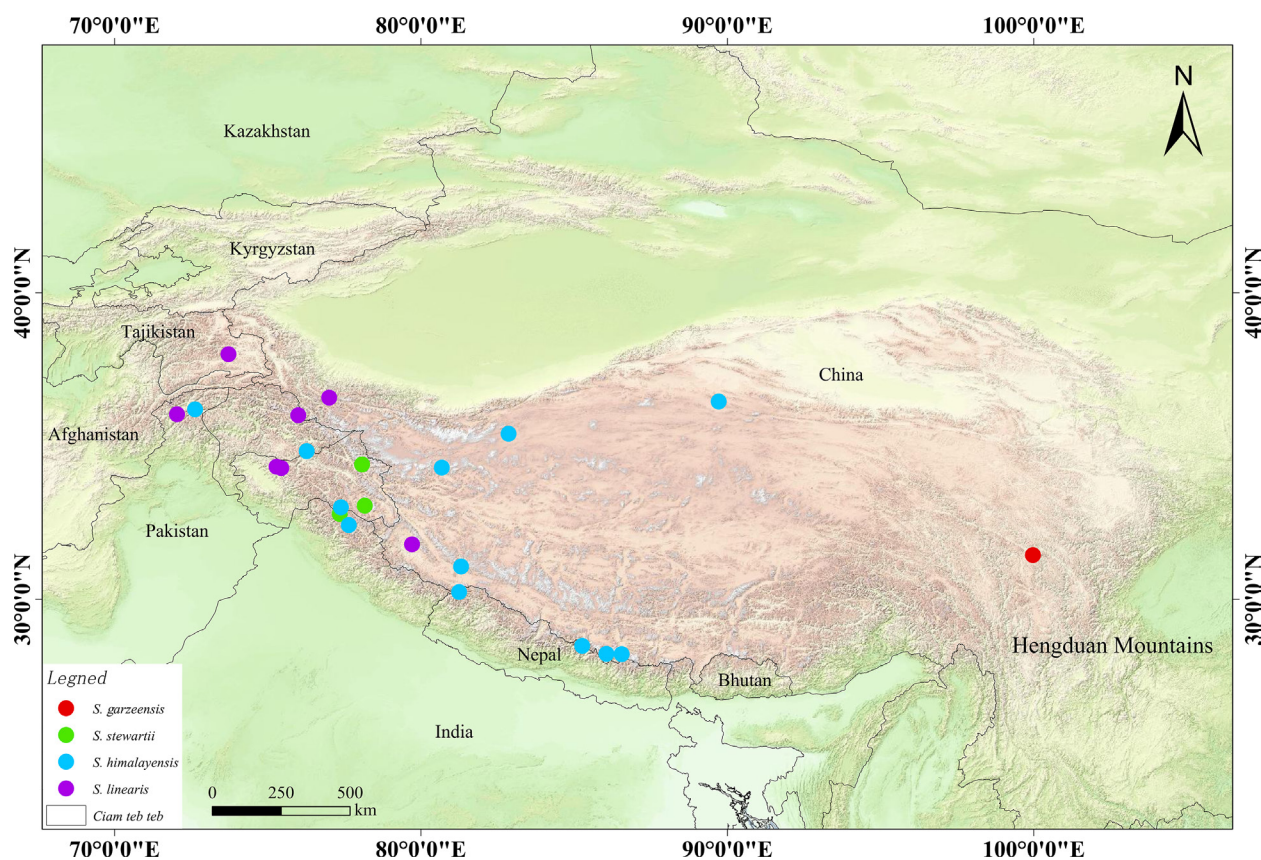 70°0'0"E 80°0'0"E 90°0'0"E 100°0'0"E
N
Kazakhstan
Kyrgyzstan
40°0'0"N 40°0'0"N
Tajikistan
China
Afghanistan
Pakistan
30°0'0"N 30°0'0"N
Hengduan Mountains
Nepal
Bhutan
India
Legned
S. garzeensis
S. stewartii
S. himalayensis
S. linearis
Ciam teb teb
0 250 500
km
70°0'0"E 80°0'0"E 90°0'0"E 100°0'0"E